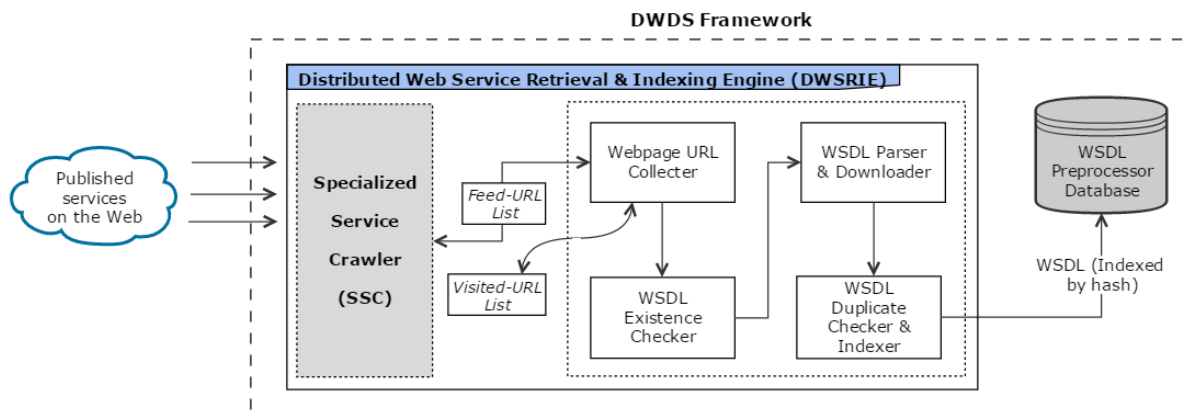 DWDS Framework
Distributed Web Service Retrieval & Indexing Engine (DWSRIE)
Published
services
on the Web
Specialized
Service
Crawler
(SSC)
Feed-URL
List
Visited-URL
List
Webpage URL
Collecter
WSDL
Existence
Checker
WSDL Parser
& Downloader
WSDL
Duplicate
Checker &
Indexer
WSDL
Preprocessor
Database
WSDL (Indexed
by hash)